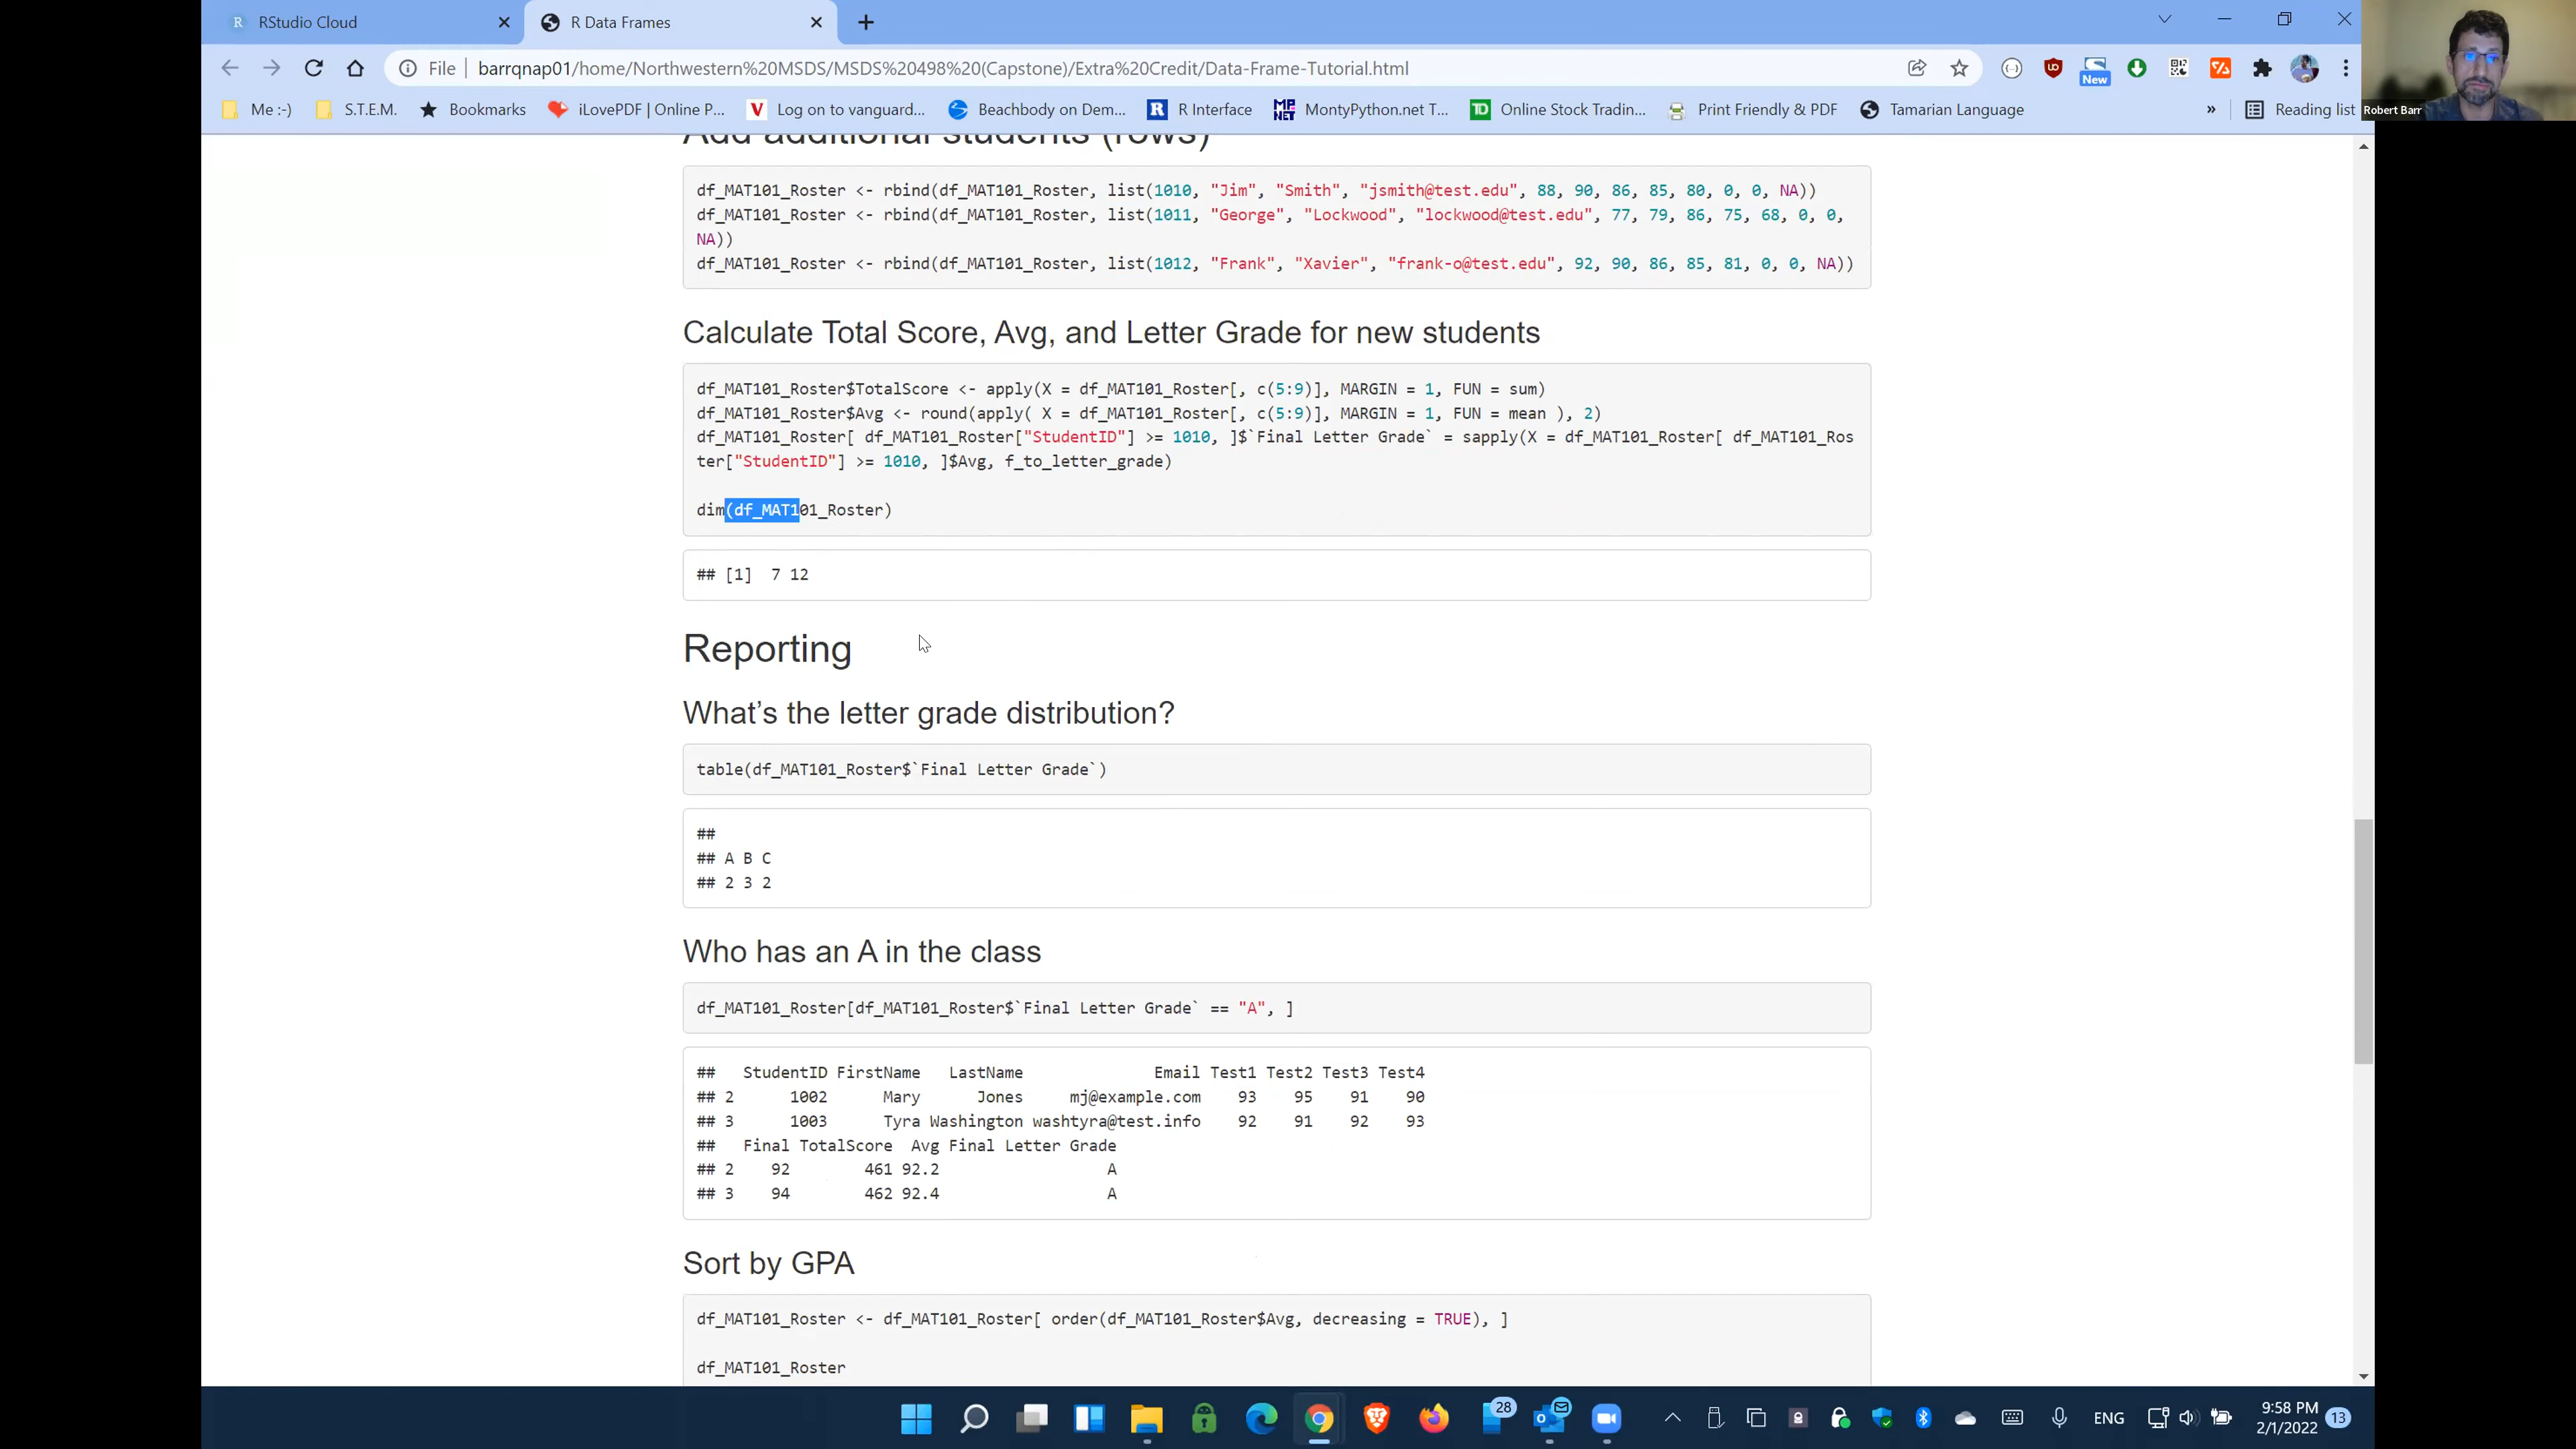 RStudio Cloud
R Data Frames
File
barrqnap01/home/Northwestern%20MSDS/MSDS%20498%20(Capstone)/Extra%20Credit/Data-Frame-Tutorial.html
New
Me :-)
S.T.E.M.
Bookmarks
iLovePDF | Online P...
Log on to vanguard...
Beachbody on Dem...
R Interface
MontyPython.net T...
Online Stock Tradin...
Print Friendly & PDF
Tamarian Language
»
Reading list
Robert Barr
Add additional students (rows)
df_MAT101_Roster <- rbind(df_MAT101_Roster, list(1010, "Jim", "Smith", "jsmith@test.edu", 88, 90, 86, 85, 80, 0, 0, NA))
df_MAT101_Roster <- rbind(df_MAT101_Roster, list(1011, "George", "Lockwood", "lockwood@test.edu", 77, 79, 86, 75, 68, 0, 0,
NA))
df_MAT101_Roster <- rbind(df_MAT101_Roster, list(1012, "Frank", "Xavier", "frank-o@test.edu", 92, 90, 86, 85, 81, 0, 0, NA))
Calculate Total Score, Avg, and Letter Grade for new students
df_MAT101_Roster$TotalScore <- apply(X = df_MAT101_Roster[, c(5:9)], MARGIN = 1, FUN = sum)
df_MAT101_Roster$Avg <- round(apply( X = df_MAT101_Roster[, c(5:9)], MARGIN = 1, FUN = mean ), 2)
df_MAT101_Roster[ df_MAT101_Roster["StudentID"] >= 1010, ]$`Final Letter Grade` = sapply(X = df_MAT101_Roster[ df_MAT101_Ros
ter["StudentID"] >= 1010, ]$Avg, f_to_letter_grade)
dim(df_MAT101_Roster)
## [1]  7 12
Reporting
What’s the letter grade distribution?
table(df_MAT101_Roster$`Final Letter Grade`)
##
## A B C
## 2 3 2
Who has an A in the class
df_MAT101_Roster[df_MAT101_Roster$`Final Letter Grade` == "A", ]
##   StudentID FirstName   LastName              Email Test1 Test2 Test3 Test4
## 2      1002      Mary      Jones     mj@example.com    93    95    91    90
## 3      1003      Tyra Washington washtyra@test.info    92    91    92    93
##   Final TotalScore  Avg Final Letter Grade
## 2    92        461 92.2                  A
## 3    94        462 92.4                  A
Sort by GPA
df_MAT101_Roster <- df_MAT101_Roster[ order(df_MAT101_Roster$Avg, decreasing = TRUE), ]
df_MAT101_Roster
28
ENG
9:58 PM
2/1/2022
13